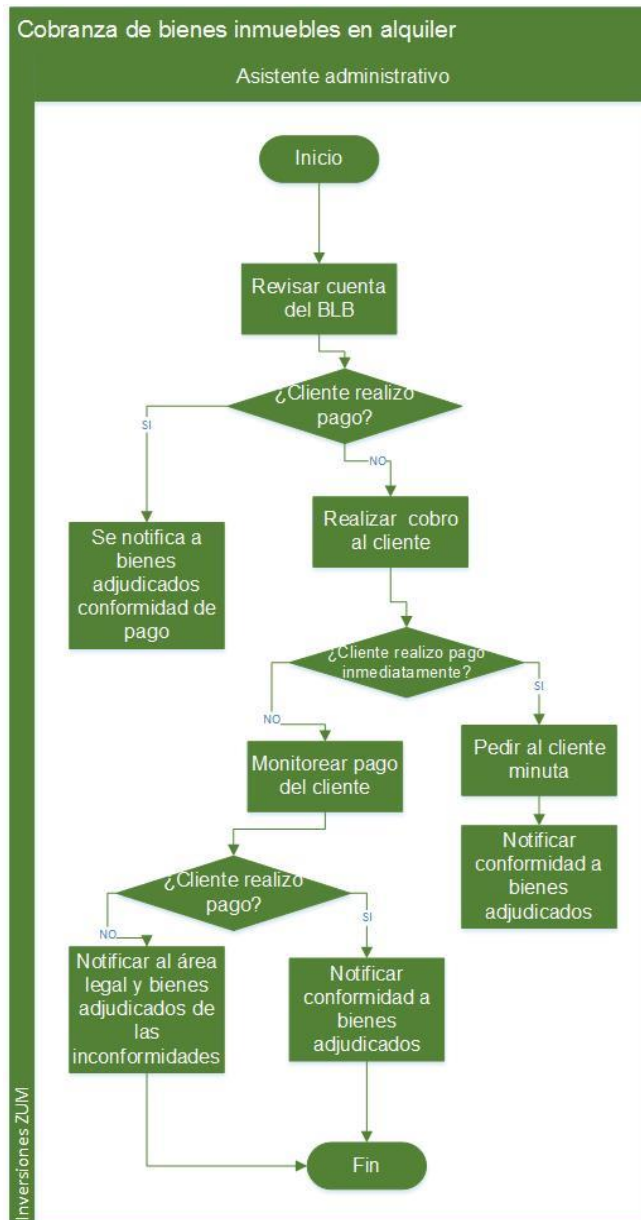 Cobranza de bienes inmuebles en alquiler
Asistente administrativo
Inicio
Revisar cuenta
del BLB
¿Cliente realizo
pago?
SI
NO
Se notifica a
bienes
adjudicados
conformidad de
pago
Realizar cobro
al cliente
¿Cliente realizo pago
inmediatamente?
NO
SI
Monitorear pago
del cliente
Pedir al cliente
minuta
Notificar
conformidad a
bienes
adjudicados
¿Cliente realizo
pago?
NO
SI
Notificar al área
legal y bienes
adjudicados de
las
inconformidades
Notificar
conformidad a
bienes
adjudicados
Fin
Inversiones ZUM